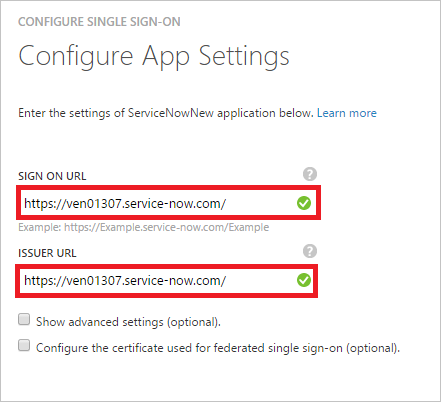 CONFIGURE SINGLE SIGN-ON
Configure App Settings
Enter the settings of ServiceNowNew application below. Learn more
SIGN ON URL
https://ven01307.service-now.com/
Example: https://Example.service-now.com/Example
ISSUER URL
https://ven01307.service-now.com/
Show advanced settings (optional).
Configure the certificate used for federated single sign-on (optional).